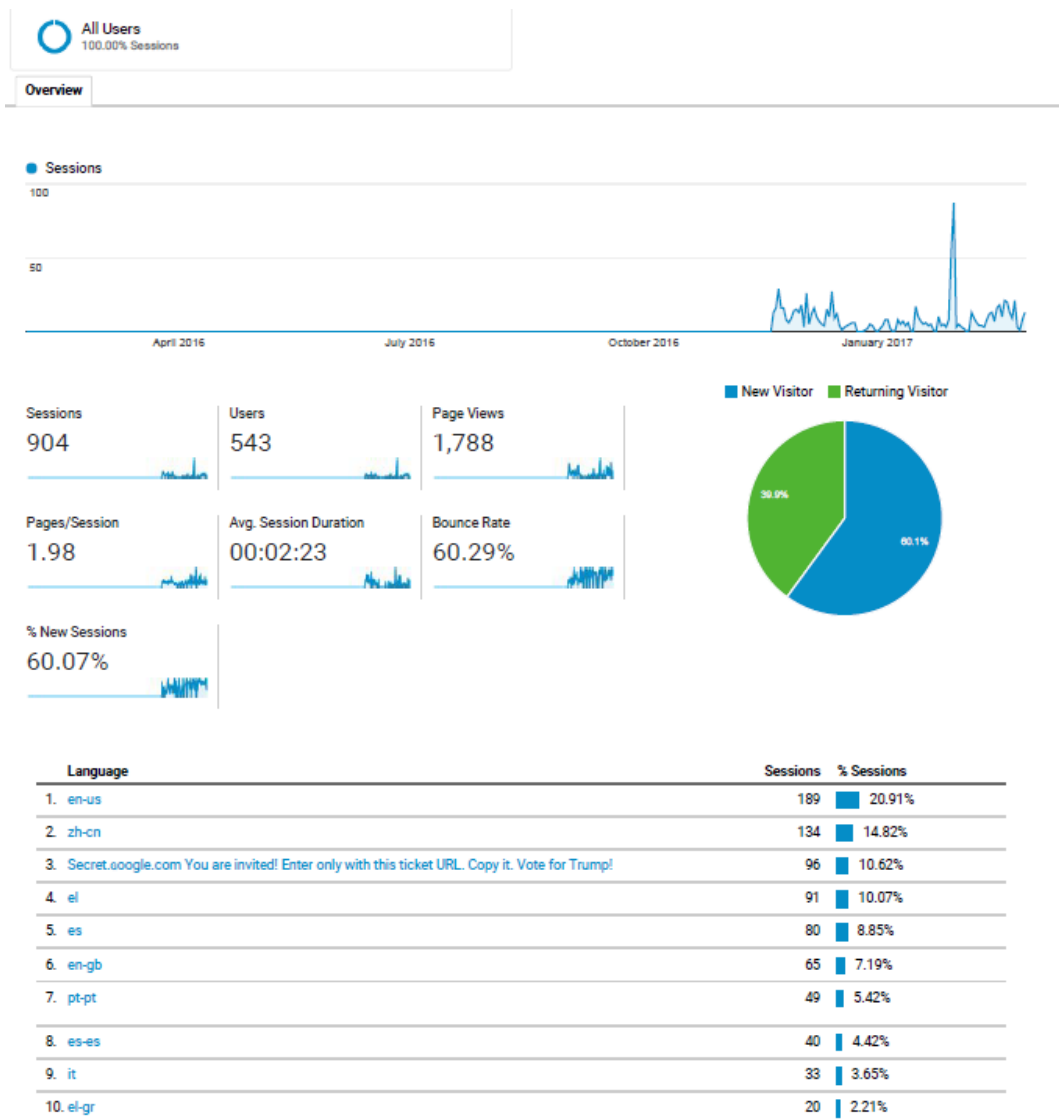 All Users
100.00% Sessions
Overview
Sessions
100
50
April 2016 July 2016 October 2016 January 2017
New Visitor Returning Visitor
39.9%
60.1%
Sessions Users Page Views
904 543 1,788
Pages/Session Avg. Session Duration Bounce Rate
1.98 00:02:23 60.29%
% New Sessions
60.07%
Language Sessions % Sessions
1. en-us 189 20.91%
2. zh-cn 134 14.82%
3. Secret.ɢoogle.com You are invited! Enter only with this ticket URL. Copy it. Vote for Trump! 96 10.62%
4. el 91 10.07%
5. es 80 8.85%
6. en-gb 65 7.19%
7. pt-pt 49 5.42%
8. es-es 40 4.42%
9. it 33 3.65%
10. el-gr 20 2.21%